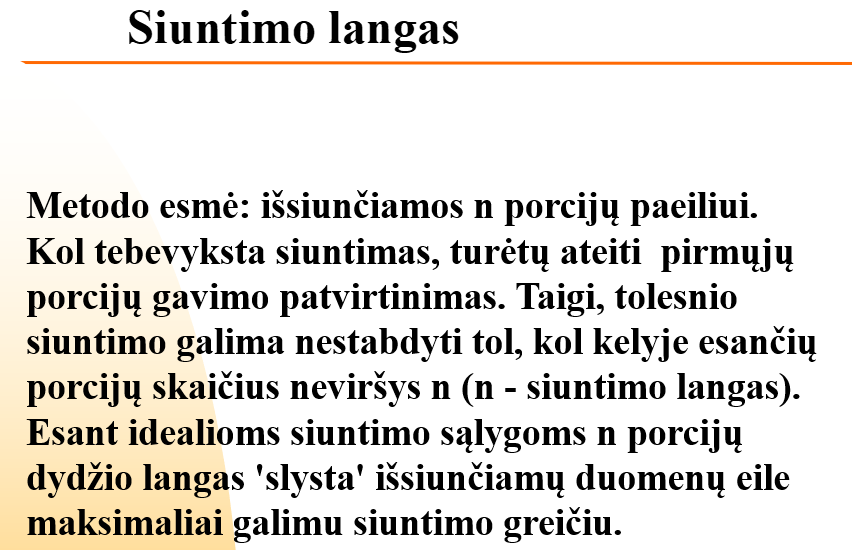 Siuntimo langas
Metodo esmė: išsiunčiamos n porcijų paeiliui.
Kol tebevyksta siuntimas, turėtų ateiti pirmųjų
porcijų gavimo patvirtinimas. Taigi, tolesnio
siuntimo galima nestabdyti tol, kol kelyje esančių
porcijų skaičius neviršys n (n - siuntimo langas).
Esant idealioms siuntimo sąlygoms n porcijų
dydžio langas 'slysta' išsiunčiamų duomenų eile
maksimaliai galimu siuntimo greičiu.